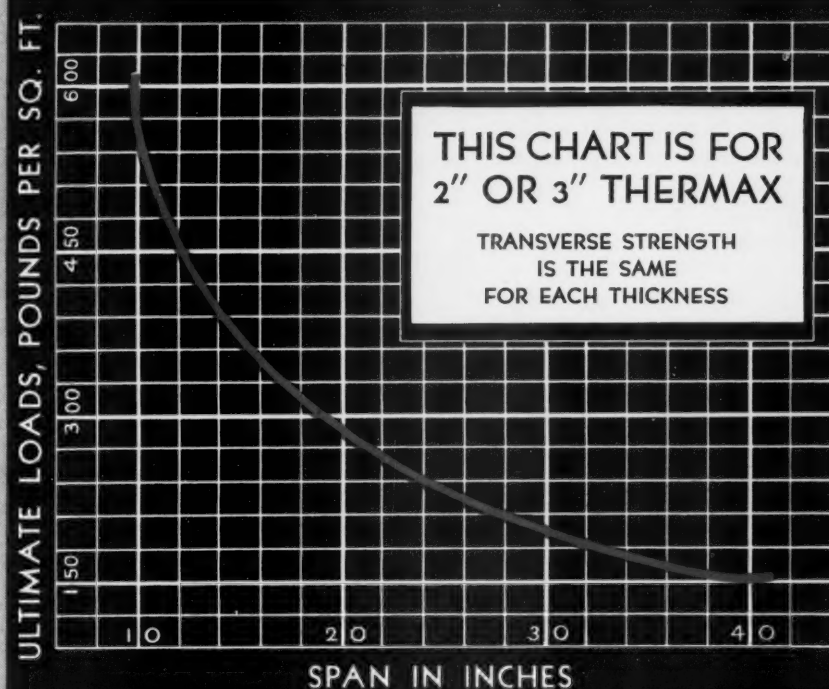 ULTIMATE LOADS, POUNDS PER SQ. FT.
600
450
300
150
THIS CHART IS FOR
2" OR 3" THERMAX
TRANSVERSE STRENGTH
IS THE SAME
FOR EACH THICKNESS
10 20 30 40
SPAN IN INCHES